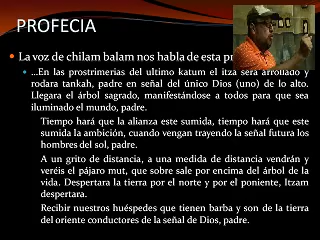 PROFECIA
La voz de chilam balam nos habla de esta pr
...En las prostrimerias del ultimo katum el itza sera arrollado y
rodara tankah, padre en señal del único Dios (uno) de lo alto.
Llegara el árbol sagrado, manifestándose a todos para que sea
iluminado el mundo, padre.
Tiempo hará que la alianza este sumida, tiempo hará que este
sumida la ambición, cuando vengan trayendo la señal futura los
hombres del sol, padre.
A un grito de distancia, a una medida de distancia vendrán y
veréis el pájaro mut, que sobre sale por encima del árbol de la
vida. Despertara la tierra por el norte y por el poniente, Itzam
despertara.
Recibir nuestros huéspedes que tienen barba y son de la tierra
del oriente conductores de la señal de Dios, padre.